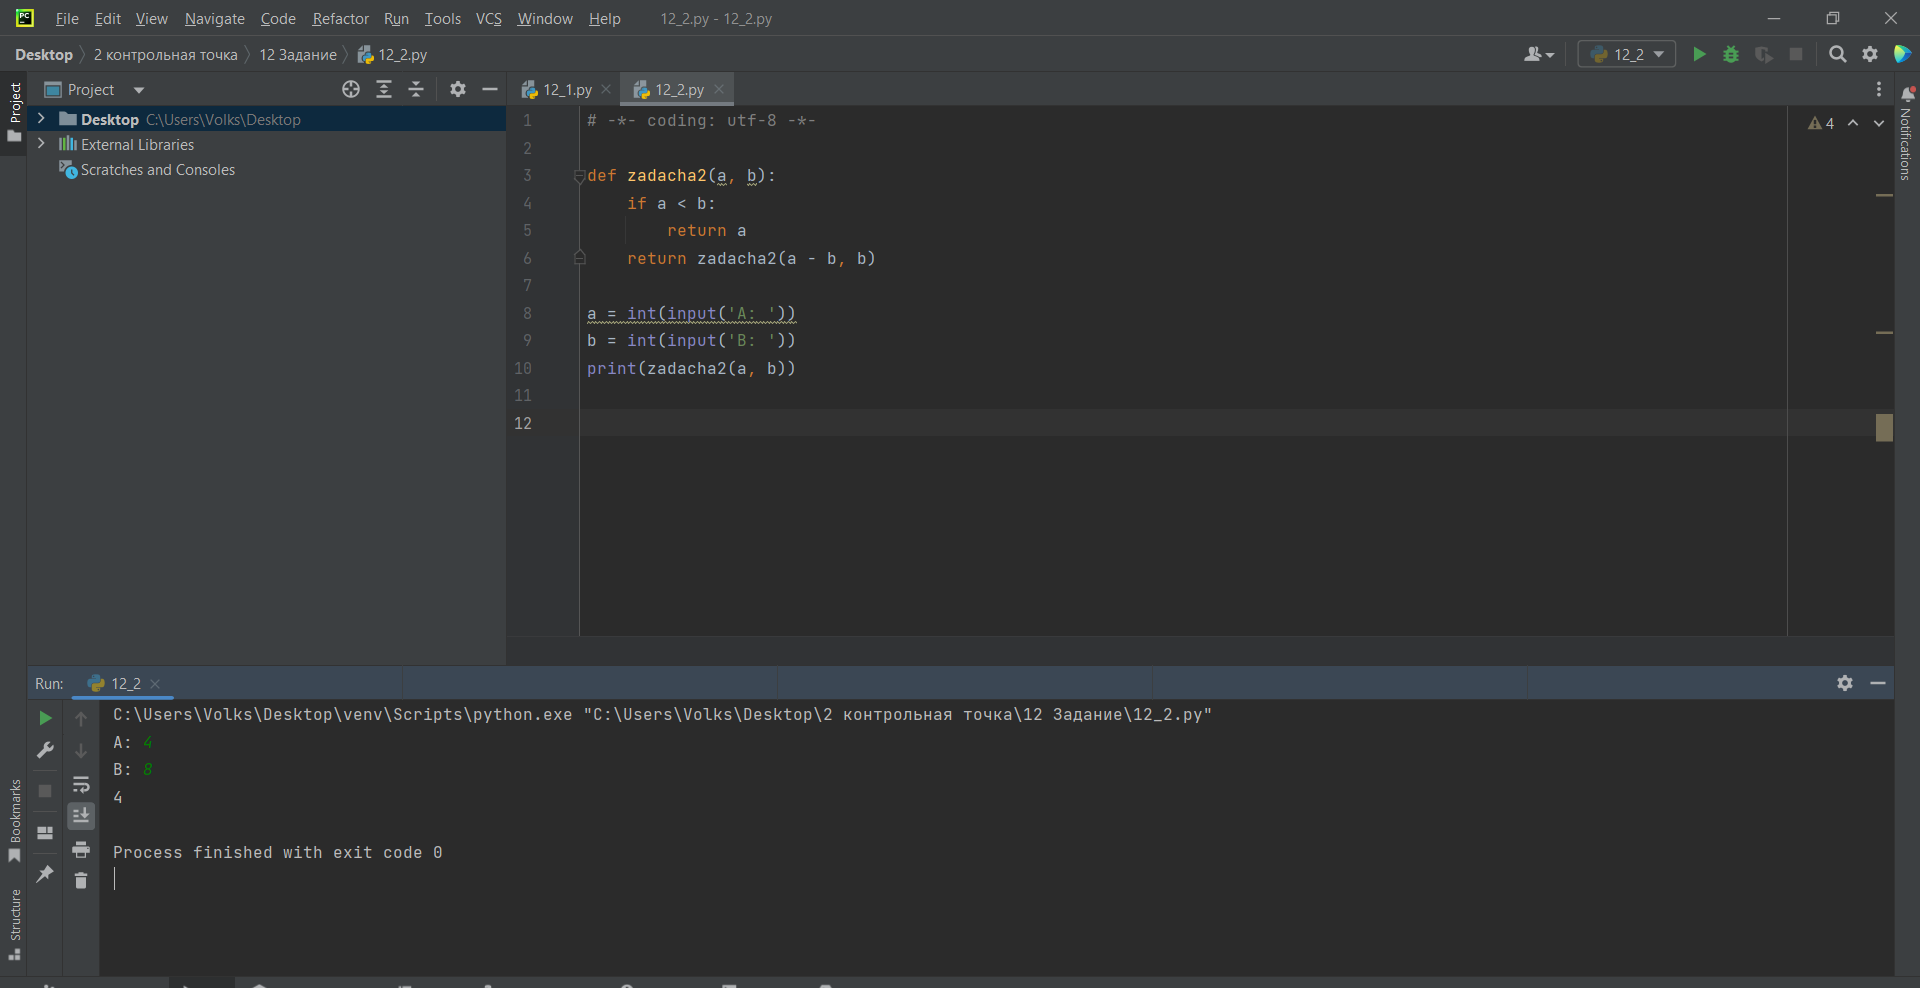 PC
File Edit View Navigate Code Refactor Run Tools VCS Window Help 12_2.py - 12_2.py
Desktop 2 контрольная точка 12 Задание 12_2.py
12_2
Project
Project
Desktop C:\Users\Volks\Desktop
External Libraries
Scratches and Consoles
12_1.py
12_2.py
1 # -*- coding: utf-8 -*-
2
3 def zadacha2(a, b):
4 if a < b:
5 return a
6 return zadacha2(a - b, b)
7
8 a = int(input('A: '))
9 b = int(input('B: '))
10 print(zadacha2(a, b))
11
12
4
Notifications
Run: 12_2
C:\Users\Volks\Desktop\venv\Scripts\python.exe "C:\Users\Volks\Desktop\2 контрольная точка\12 Задание\12_2.py"
A: 4
B: 8
4
Process finished with exit code 0
Bookmarks
Structure